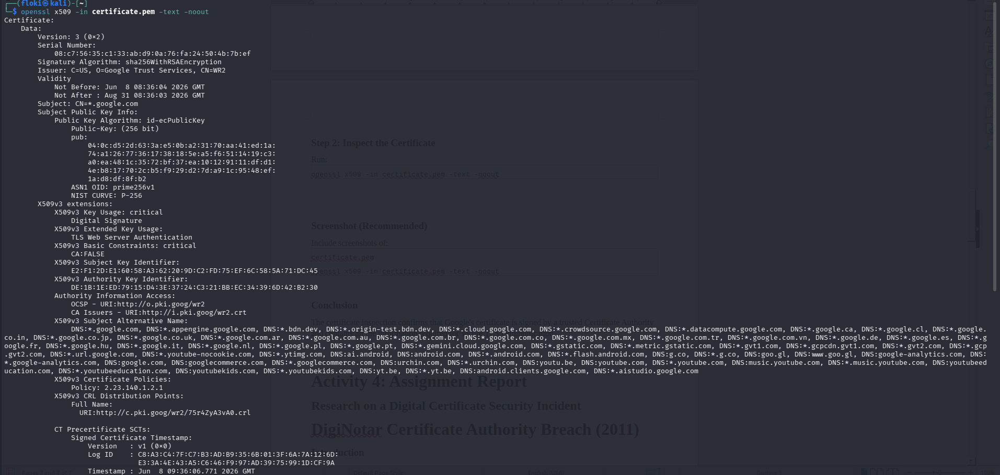 ┌──(floki㉿kali)-[~]
└─$ openssl x509 -in certificate.pem -text -noout
Certificate:
    Data:
        Version: 3 (0x2)
        Serial Number:
            08:c7:56:35:c1:33:ab:d9:0a:76:fa:24:50:4b:7b:ef
        Signature Algorithm: sha256WithRSAEncryption
        Issuer: C=US, O=Google Trust Services, CN=WR2
        Validity
            Not Before: Jun  8 08:36:04 2026 GMT
            Not After : Aug 31 08:36:03 2026 GMT
        Subject: CN=*.google.com
        Subject Public Key Info:
            Public Key Algorithm: id-ecPublicKey
                Public-Key: (256 bit)
                pub:
                    04:0c:d5:2d:63:3a:e5:0b:a2:31:70:aa:41:ed:1a:
                    74:a1:26:77:36:17:38:18:5e:a5:f6:51:14:19:c3:
                    a0:ea:48:1c:35:72:bf:37:ea:10:12:91:11:df:d1:
                    4e:b8:17:70:2c:b5:f9:29:d2:7d:a9:1c:95:48:ef:
                    1a:d8:df:8f:b2
                ASN1 OID: prime256v1
                NIST CURVE: P-256
        X509v3 extensions:
            X509v3 Key Usage: critical
                Digital Signature
            X509v3 Extended Key Usage:
                TLS Web Server Authentication
            X509v3 Basic Constraints: critical
                CA:FALSE
            X509v3 Subject Key Identifier:
                E2:F1:2D:E1:60:58:A3:62:20:9D:C2:FD:75:EF:6C:58:5A:71:DC:45
            X509v3 Authority Key Identifier:
                DE:1B:1E:ED:79:15:D4:3E:37:24:C3:21:BB:EC:34:39:6D:42:B2:30
            Authority Information Access:
                OCSP - URI:http://o.pki.goog/wr2
                CA Issuers - URI:http://i.pki.goog/wr2.crt
            X509v3 Subject Alternative Name:
                DNS:*.google.com, DNS:*.appengine.google.com, DNS:*.bdn.dev, DNS:*.origin-test.bdn.dev, DNS:*.cloud.google.com, DNS:*.crowdsource.google.com, DNS:*.datacompute.google.com, DNS:*.google.ca, DNS:*.google.cl, DNS:*.google.
co.in, DNS:*.google.co.jp, DNS:*.google.co.uk, DNS:*.google.com.ar, DNS:*.google.com.au, DNS:*.google.com.br, DNS:*.google.com.co, DNS:*.google.com.mx, DNS:*.google.com.tr, DNS:*.google.com.vn, DNS:*.google.de, DNS:*.google.es, DNS:*.g
oogle.fr, DNS:*.google.hu, DNS:*.google.it, DNS:*.google.nl, DNS:*.google.pl, DNS:*.google.pt, DNS:*.gemini.cloud.google.com, DNS:*.gstatic.com, DNS:*.metric.gstatic.com, DNS:*.gvt1.com, DNS:*.gcpcdn.gvt1.com, DNS:*.gvt2.com, DNS:*.gcp
.gvt2.com, DNS:*.url.google.com, DNS:*.youtube-nocookie.com, DNS:*.ytimg.com, DNS:ai.android, DNS:android.com, DNS:*.android.com, DNS:*.flash.android.com, DNS:g.co, DNS:*.g.co, DNS:goo.gl, DNS:www.goo.gl, DNS:google-analytics.com, DNS:
*.google-analytics.com, DNS:google.com, DNS:googlecommerce.com, DNS:*.googlecommerce.com, DNS:urchin.com, DNS:*.urchin.com, DNS:youtu.be, DNS:youtube.com, DNS:*.youtube.com, DNS:music.youtube.com, DNS:*.music.youtube.com, DNS:youtubeed
ucation.com, DNS:*.youtubeeducation.com, DNS:youtubekids.com, DNS:*.youtubekids.com, DNS:yt.be, DNS:*.yt.be, DNS:android.clients.google.com, DNS:*.aistudio.google.com
            X509v3 Certificate Policies:
                Policy: 2.23.140.1.2.1
            X509v3 CRL Distribution Points:
                Full Name:
                  URI:http://c.pki.goog/wr2/75r4ZyA3vA0.crl
            CT Precertificate SCTs:
                Signed Certificate Timestamp:
                    Version   : v1 (0x0)
                    Log ID    : C8:A3:C4:7F:C7:B3:AD:B9:35:6B:01:3F:6A:7A:12:6D:
                                E3:3A:4E:43:A5:C6:46:F9:97:AD:39:75:99:1D:CF:9A
                    Timestamp : Jun  8 09:36:06.771 2026 GMT
Step 2: Inspect the Certificate
Run:
openssl x509 -in certificate.pem -text -noout
Screenshot (Recommended)
Include screenshots of:
certificate.pem
openssl x509 -in certificate.pem -text -noout
Conclusion
The certificate inspection confirms that Google's certificate is signed by a trusted Certificate Authority
Activity 4: Assignment Report
Research on a Digital Certificate Security Incident
DigiNotar Certificate Authority Breach (2011)
Introduction
Default Page Style
English (USA)